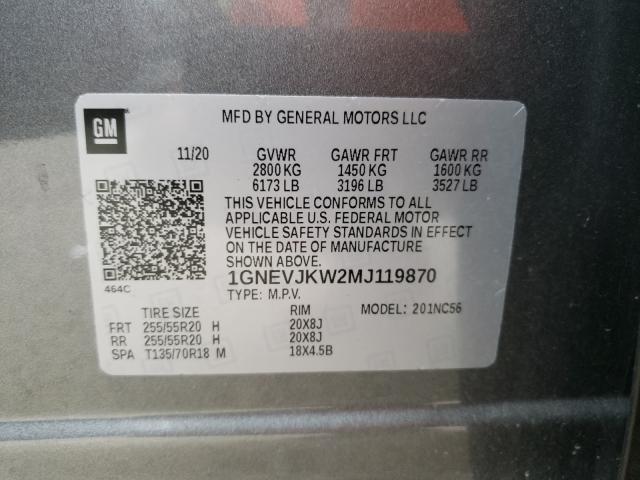 GM
MFD BY GENERAL MOTORS LLC
11/20 GVWR GAWR FRT GAWR RR
2800 KG 1450 KG 1600 KG
6173 LB 3196 LB 3527 LB
THIS VEHICLE CONFORMS TO ALL
APPLICABLE U.S. FEDERAL MOTOR
VEHICLE SAFETY STANDARDS IN EFFECT
ON THE DATE OF MANUFACTURE
SHOWN ABOVE.
464C
1GNEVJKW2MJ119870
TYPE: M.P.V.
TIRE SIZE RIM MODEL: 201NC56
FRT 255/55R20 H 20X8J
RR 255/55R20 H 20X8J
SPA T135/70R18 M 18X4.5B